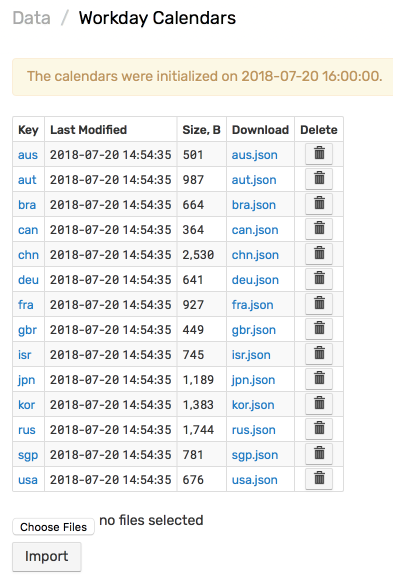 Data / Workday Calendars
The calendars were initialized on 2018-07-20 16:00:00.
Key Last Modified Size, B Download Delete
aus 2018-07-20 14:54:35 501 aus.json
aut 2018-07-20 14:54:35 987 aut.json
bra 2018-07-20 14:54:35 664 bra.json
can 2018-07-20 14:54:35 364 can.json
chn 2018-07-20 14:54:35 2,530 chn.json
deu 2018-07-20 14:54:35 641 deu.json
fra 2018-07-20 14:54:35 927 fra.json
gbr 2018-07-20 14:54:35 449 gbr.json
isr 2018-07-20 14:54:35 745 isr.json
jpn 2018-07-20 14:54:35 1,189 jpn.json
kor 2018-07-20 14:54:35 1,383 kor.json
rus 2018-07-20 14:54:35 1,744 rus.json
sgp 2018-07-20 14:54:35 781 sgp.json
usa 2018-07-20 14:54:35 676 usa.json
Choose Files no files selected
Import